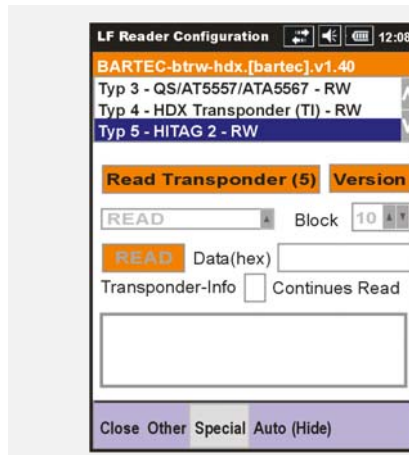 LF Reader Configuration 12:08
BARTEC-btrw-hdx.[bartec].v1.40
Typ 3 - QS/AT5557/ATA5567 - RW
Typ 4 - HDX Transponder (TI) - RW
Typ 5 - HITAG 2 - RW
Read Transponder (5) Version
READ Block 10
READ Data(hex)
Transponder-Info Continues Read
Close Other Special Auto (Hide)